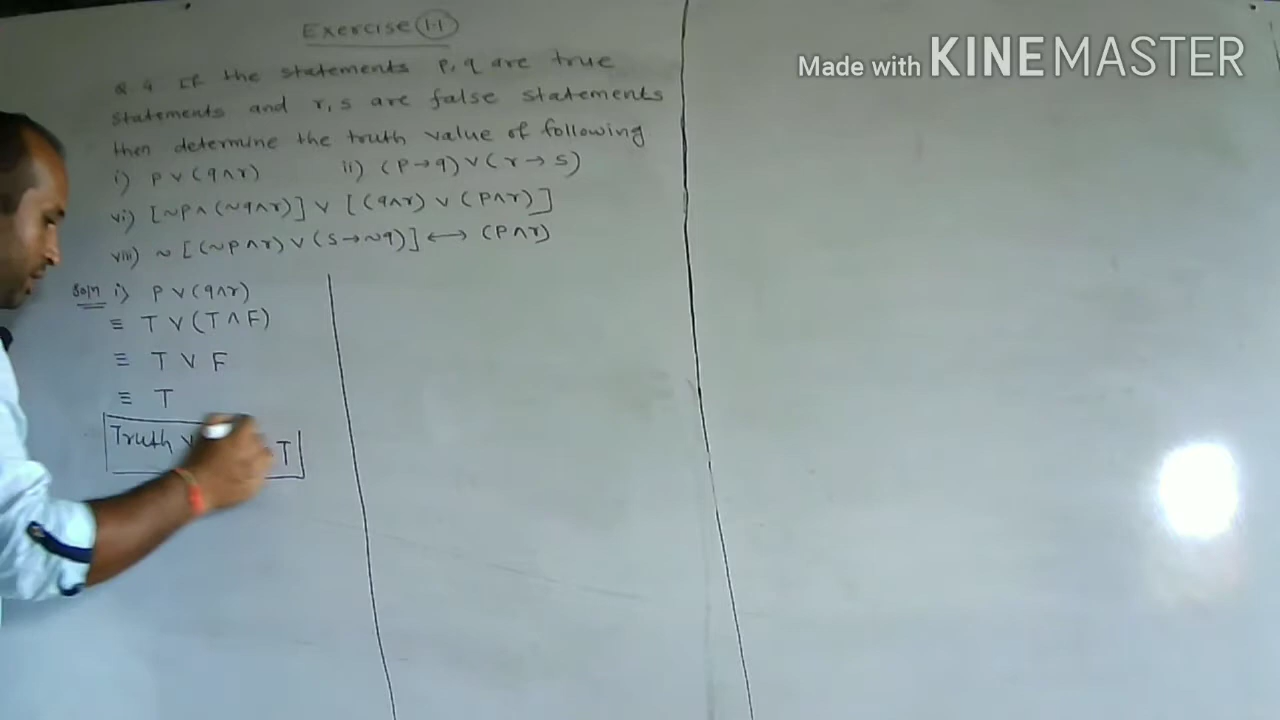 Exercise 1.1
Q.4 If the statements p, q are true
statements and r, s are false statements
then determine the truth value of following
i) p ∨ (q ∧ r) ii) (p → q) ∨ (r → s)
vi) [~p ∧ (~q ∧ r)] ∨ [(q ∧ r) ∨ (p ∧ r)]
viii) ~[(~p ∧ r) ∨ (s → ~q)] ⟷ (p ∧ r)
Soln i) p ∨ (q ∧ r)
≡ T ∨ (T ∧ F)
≡ T ∨ F
≡ T
Truth T
Made with KINEMASTER